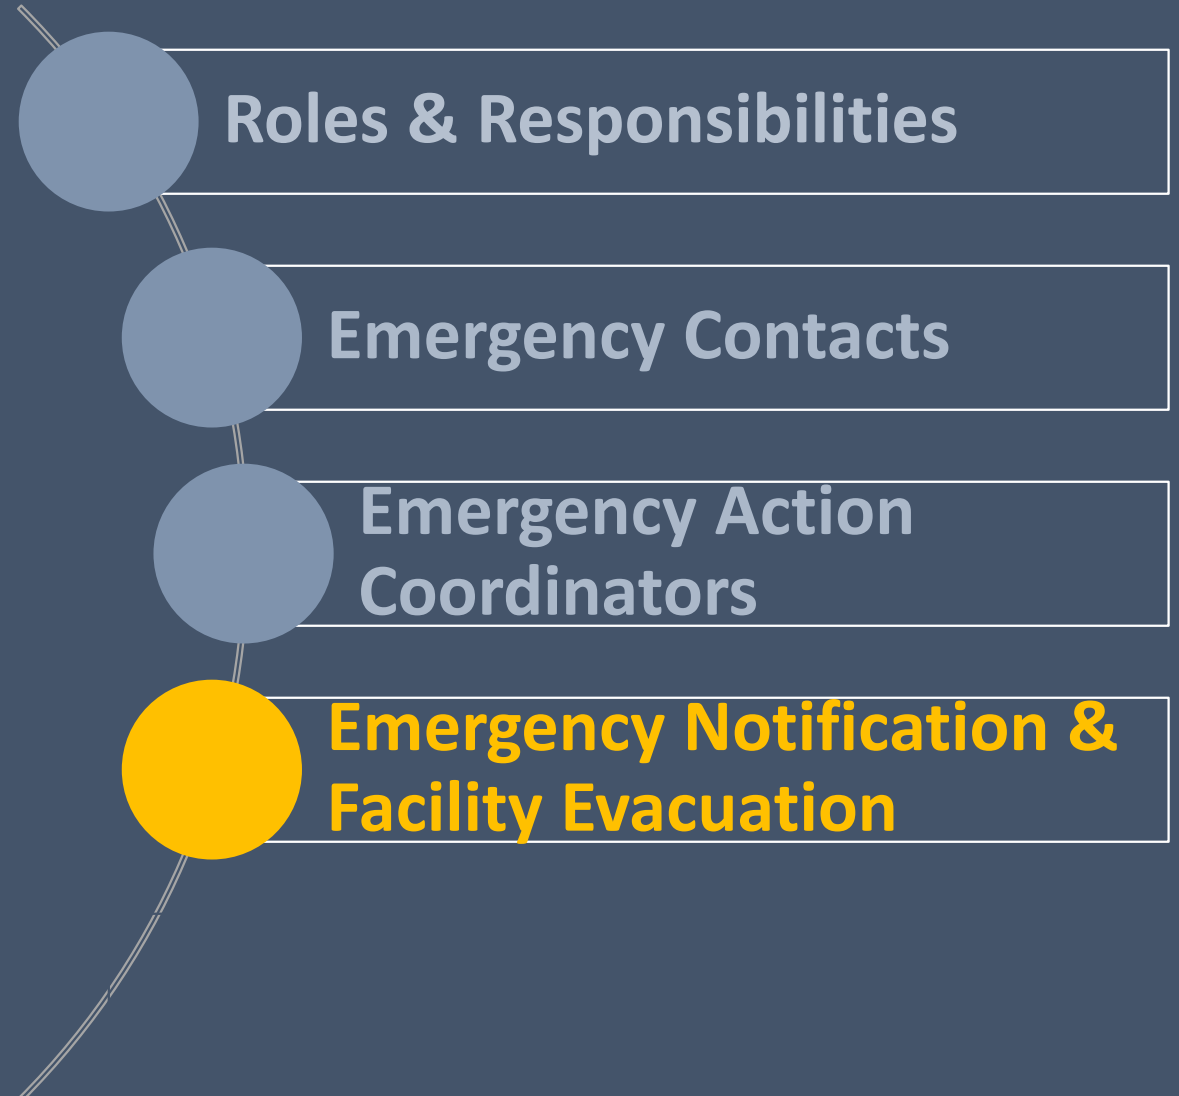 Roles & Responsibilities
Emergency Contacts
Emergency Action
Coordinators
Emergency Notification &
Facility Evacuation